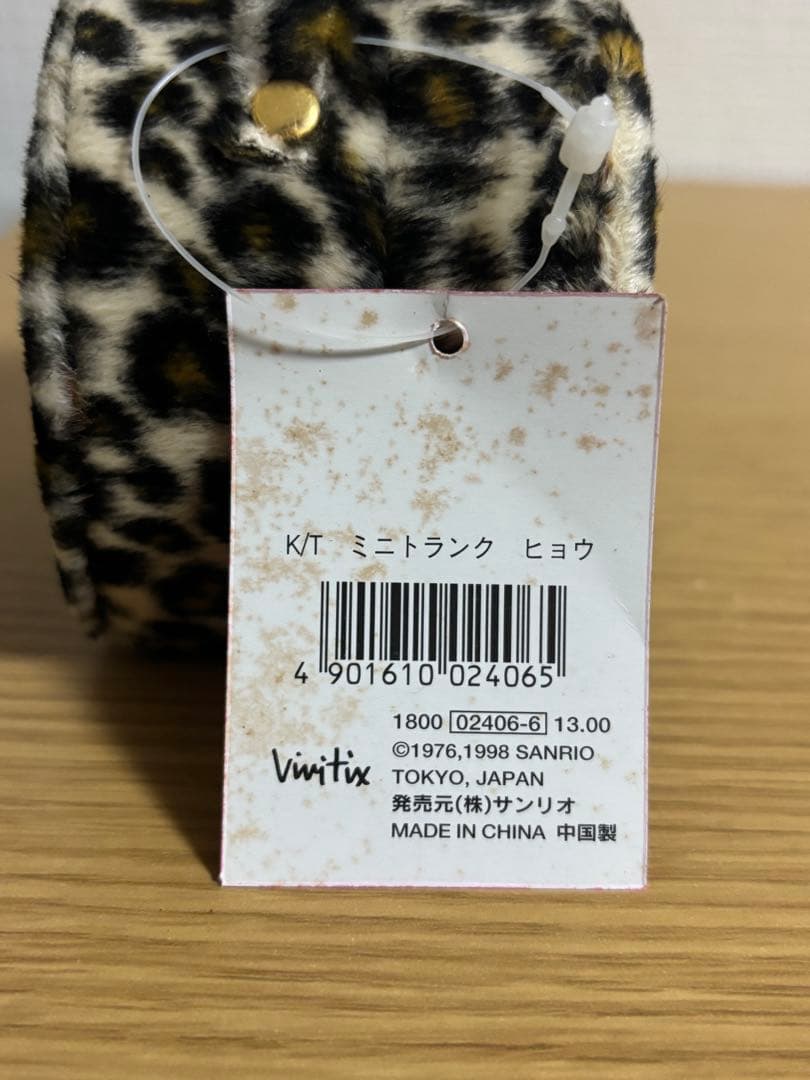 K/T ミニトランク ヒョウ
4 901610 024065
1800 02406-6 13.00
©1976,1998 SANRIO
Vivitix
TOKYO, JAPAN
発売元(株)サンリオ
MADE IN CHINA 中国製